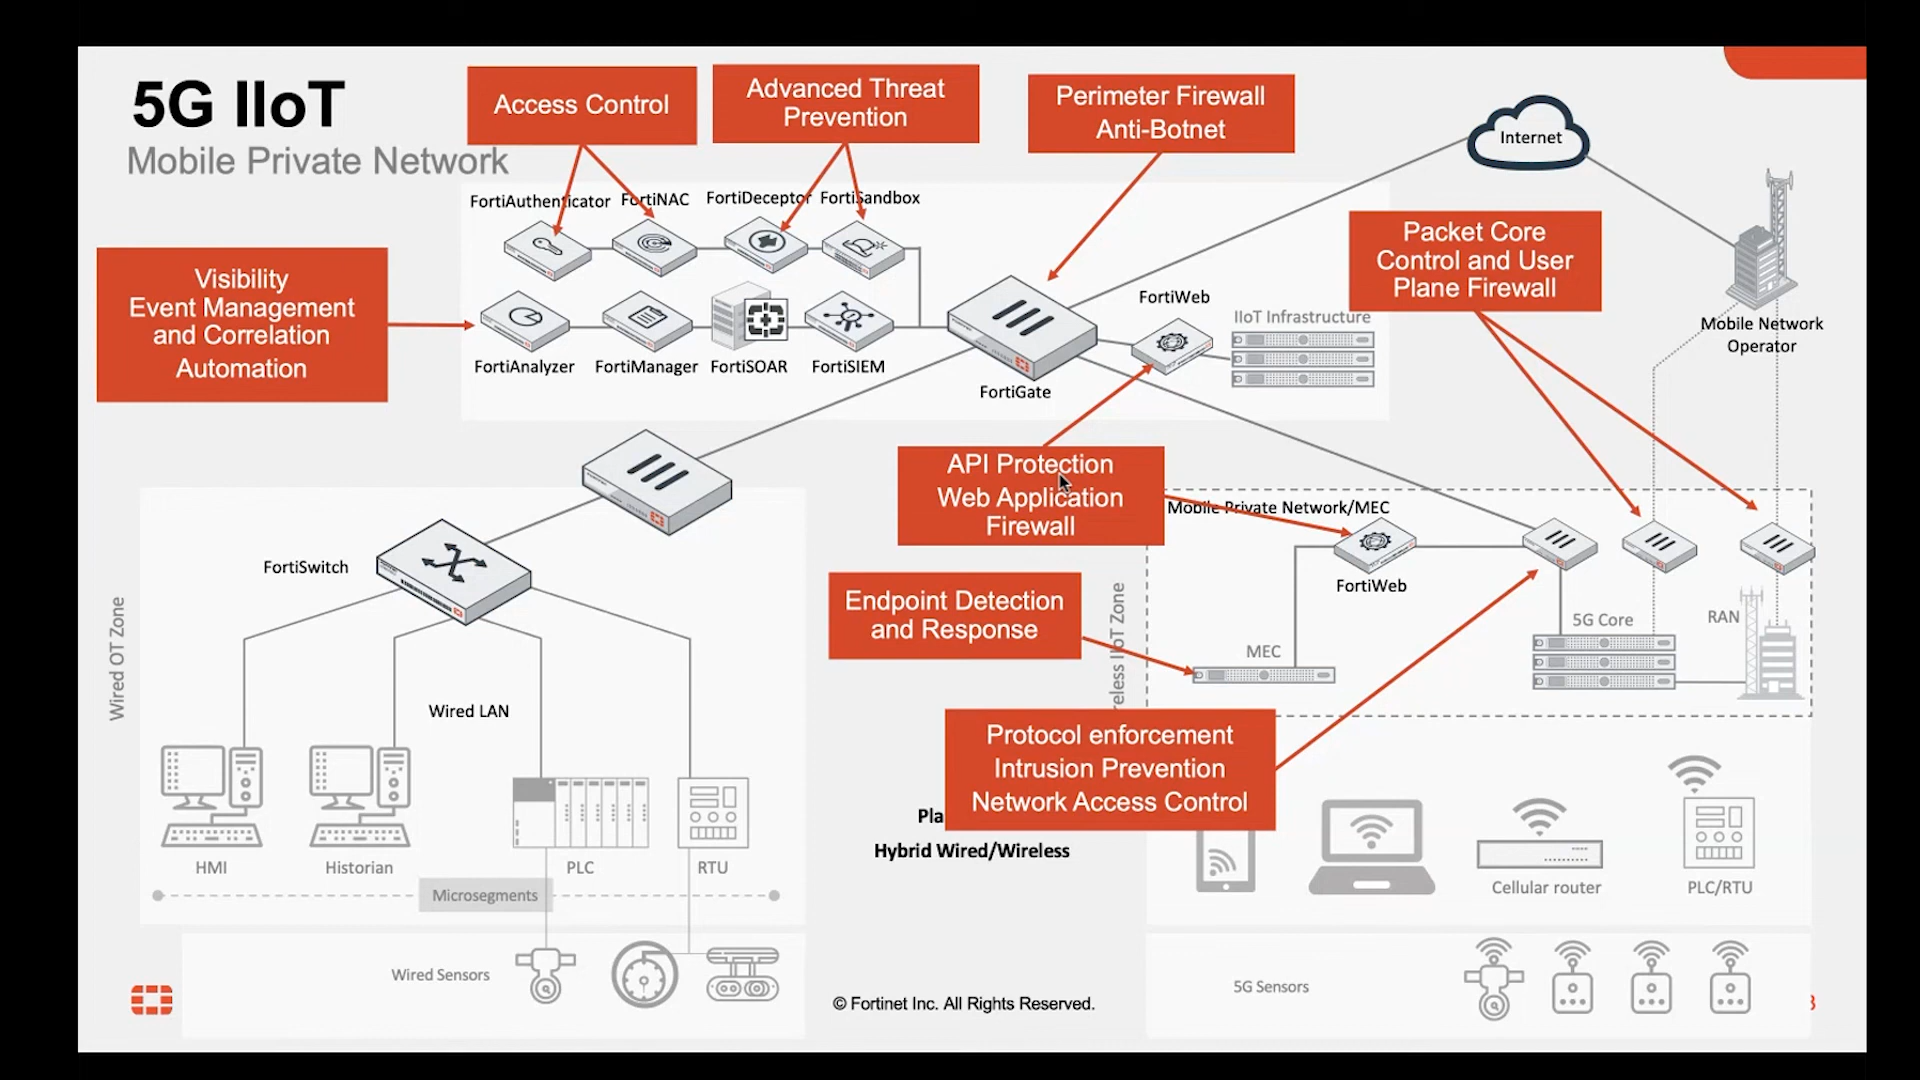 5G IIoT
Mobile Private Network
Access Control
Advanced Threat
Prevention
Perimeter Firewall
Anti-Botnet
Internet
FortiAuthenticator
FortiNAC
FortiDeceptor
FortiSandbox
Visibility
Event Management
and Correlation
Automation
FortiAnalyzer
FortiManager
FortiSOAR
FortiSIEM
FortiGate
FortiWeb
IIoT Infrastructure
Packet Core
Control and User
Plane Firewall
Mobile Network
Operator
API Protection
Web Application
Firewall
Mobile Private Network/MEC
FortiWeb
FortiSwitch
Endpoint Detection
and Response
MEC
5G Core
RAN
Wired OT Zone
IIoT Zone
Wired LAN
Protocol enforcement
Intrusion Prevention
Network Access Control
Hybrid Wired/Wireless
HMI
Historian
PLC
RTU
Cellular router
PLC/RTU
Microsegments
Wired Sensors
5G Sensors
© Fortinet Inc. All Rights Reserved.